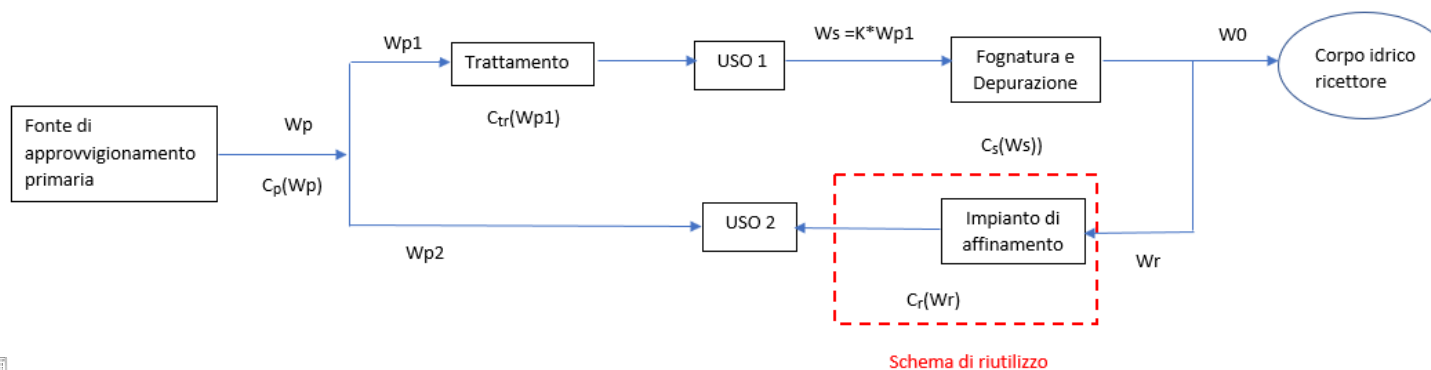 Wp1
Trattamento
USO 1
Ws =K*Wp1
Fognatura e
Depurazione
W0
Corpo idrico
ricettore
Ctr(Wp1)
Fonte di
approvvigionamento
primaria
Wp
Cp(Wp)
Cs(Ws))
USO 2
Impianto di
affinamento
Wp2
Wr
Cr(Wr)
Schema di riutilizzo